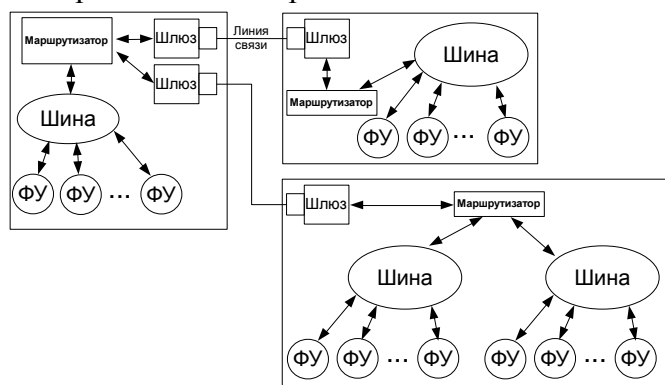 Маршрутизатор
Шлюз
Шлюз
Линия
связи
Шина
ФУ ФУ ... ФУ
Шлюз
Маршрутизатор
Шина
ФУ ФУ ... ФУ
Шлюз
Маршрутизатор
Шина
Шина
ФУ ФУ ... ФУ
ФУ ФУ ... ФУ